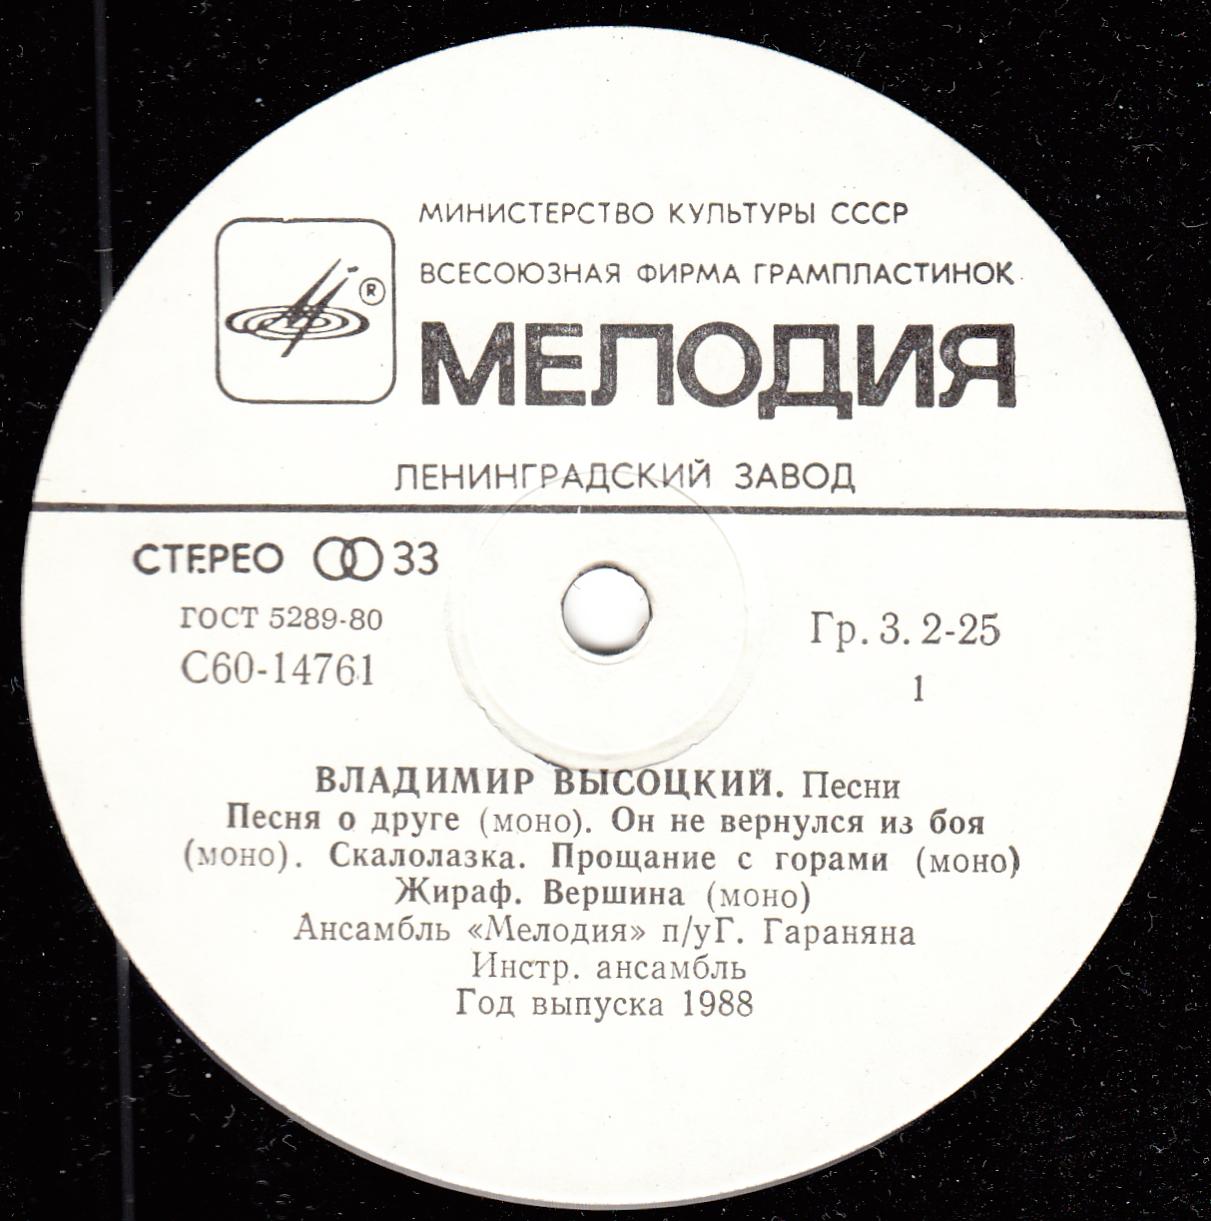 МИНИСТЕРСТВО КУЛЬТУРЫ СССР
ВСЕСОЮЗНАЯ ФИРМА ГРАМПЛАСТИНОК
®
МЕЛОДИЯ
ЛЕНИНГРАДСКИЙ ЗАВОД
СТЕРЕО 33
ГОСТ 5289-80
С60-14761
Гр. 3. 2-25
1
ВЛАДИМИР ВЫСОЦКИЙ. Песни
Песня о друге (моно). Он не вернулся из боя
(моно). Скалолазка. Прощание с горами (моно)
Жираф. Вершина (моно)
Ансамбль «Мелодия» п/уГ. Гараняна
Инстр. ансамбль
Год выпуска 1988